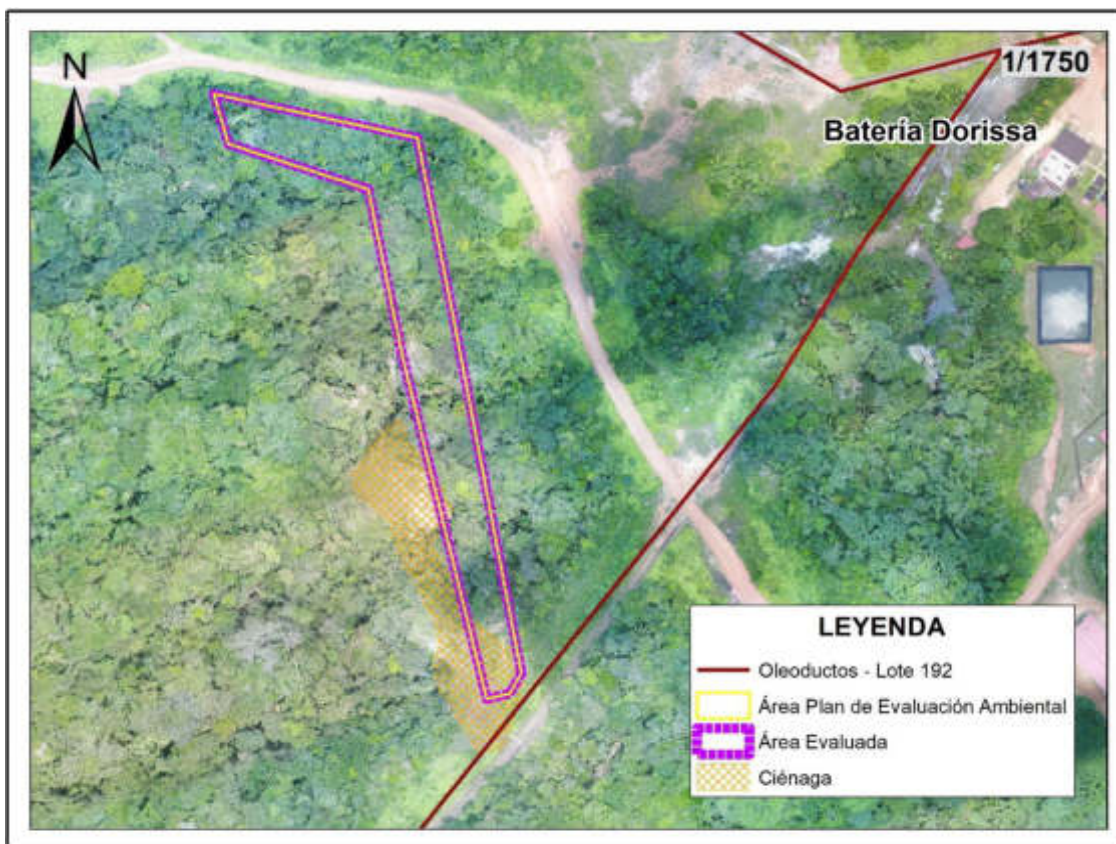 N
1/1750
Batería Dorissa
LEYENDA
Oleoductos - Lote 192
Área Plan de Evaluación Ambiental
Área Evaluada
Ciénaga